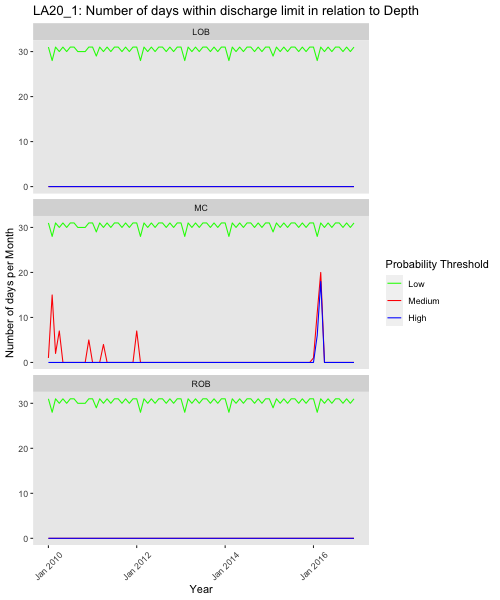 LA20_1: Number of days within discharge limit in relation to Depth
LOB
30
20
10
0
MC
30
20
10
0
ROB
30
20
10
0
Number of days per Month
Jan 2010
Jan 2012
Jan 2014
Jan 2016
Year
Probability Threshold
Low
Medium
High